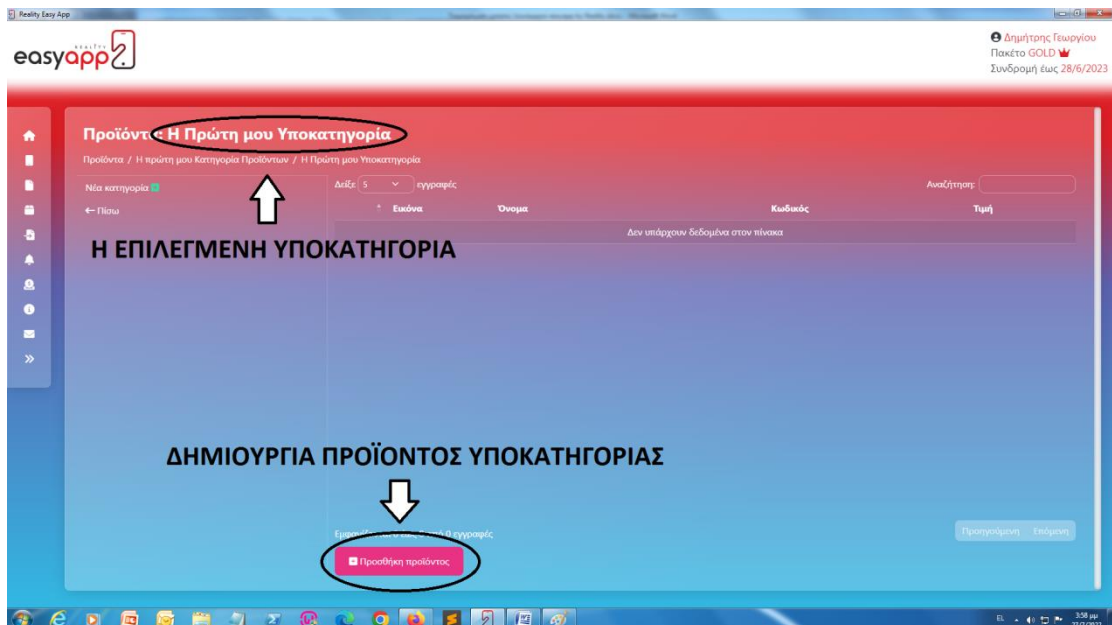 Reality Easy App
easyapp
REALITY
Δημήτρης Γεωργίου
Πακέτο GOLD
Συνδρομή έως 28/6/2023
Προϊόντα: Η Πρώτη μου Υποκατηγορία
Προϊόντα / Η πρώτη μου Κατηγορία Προϊόντων / Η Πρώτη μου Υποκατηγορία
Νέα κατηγορία
← Πίσω
Δείξε 5 εγγραφές
Αναζήτηση:
Εικόνα Όνομα Κωδικός Τιμή
Δεν υπάρχουν δεδομένα στον πίνακα
Η ΕΠΙΛΕΓΜΕΝΗ ΥΠΟΚΑΤΗΓΟΡΙΑ
ΔΗΜΙΟΥΡΓΙΑ ΠΡΟΪΟΝΤΟΣ ΥΠΟΚΑΤΗΓΟΡΙΑΣ
0 εγγραφές
Προηγούμενη Επόμενη
Προσθήκη προϊόντος
EL
3:58 μμ